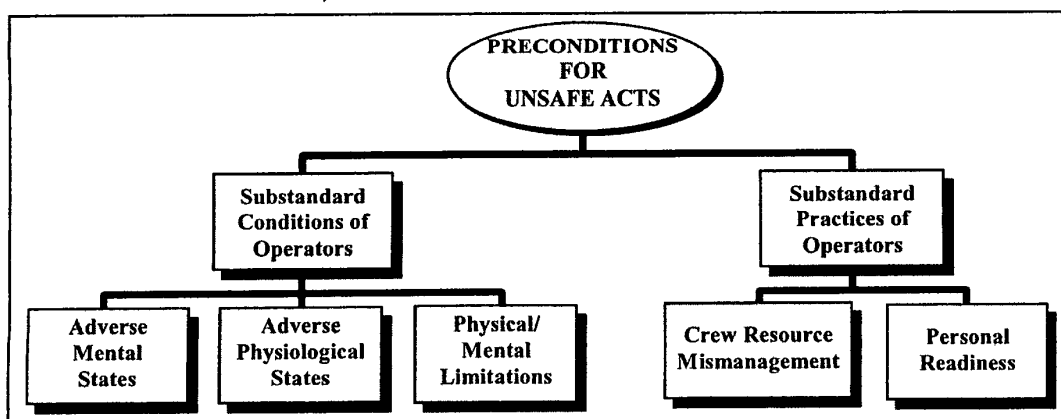 PRECONDITIONS
FOR
UNSAFE ACTS
Substandard
Conditions of
Operators
Substandard
Practices of
Operators
Adverse
Mental
States
Adverse
Physiological
States
Physical/
Mental
Limitations
Crew Resource
Mismanagement
Personal
Readiness